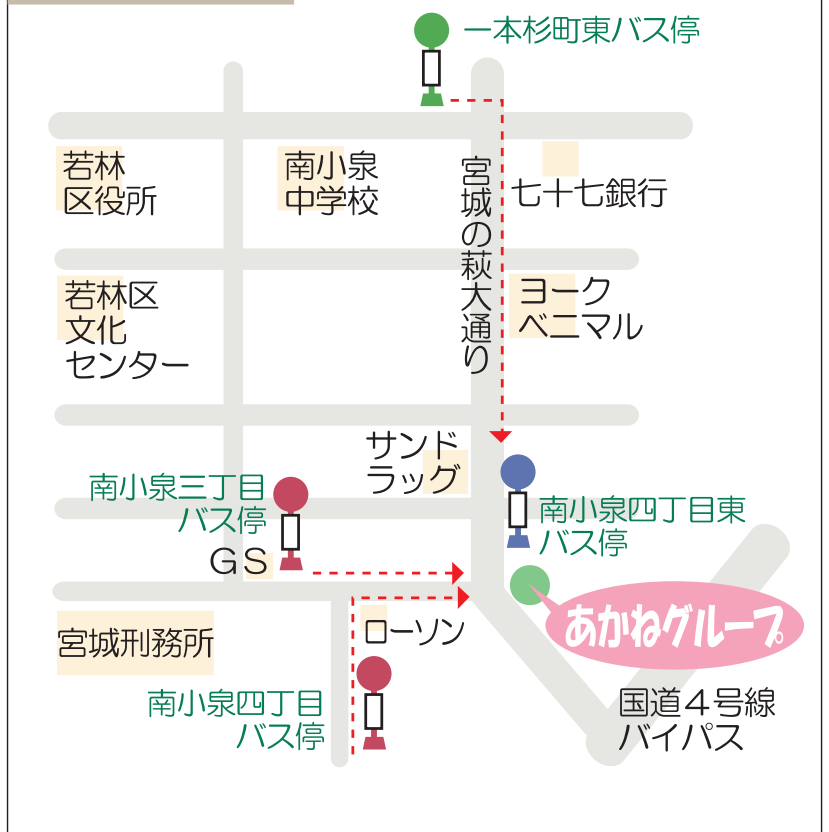 一本杉町東バス停
若林
区役所
南小泉
中学校
宮城の萩大通り
七十七銀行
若林区
文化
センター
ヨーク
ベニマル
サンド
ラッグ
南小泉三丁目
バス停
GS
南小泉四丁目東
バス停
あかねグループ
宮城刑務所
ローソン
南小泉四丁目
バス停
国道4号線
バイパス